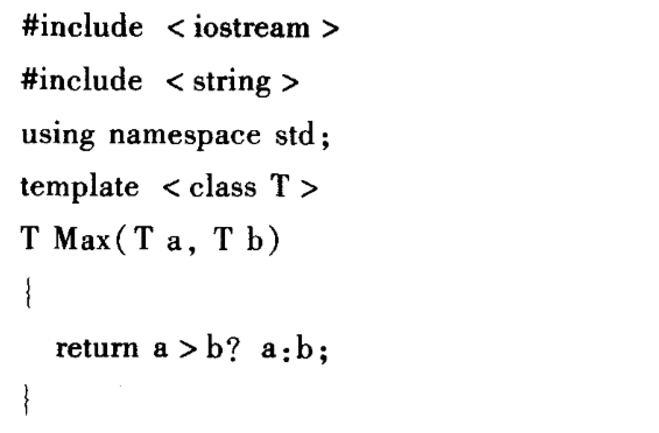 #include < iostream >
#include < string >
using namespace std;
template < class T >
T Max(T a, T b)
{
return a > b? a:b;
}